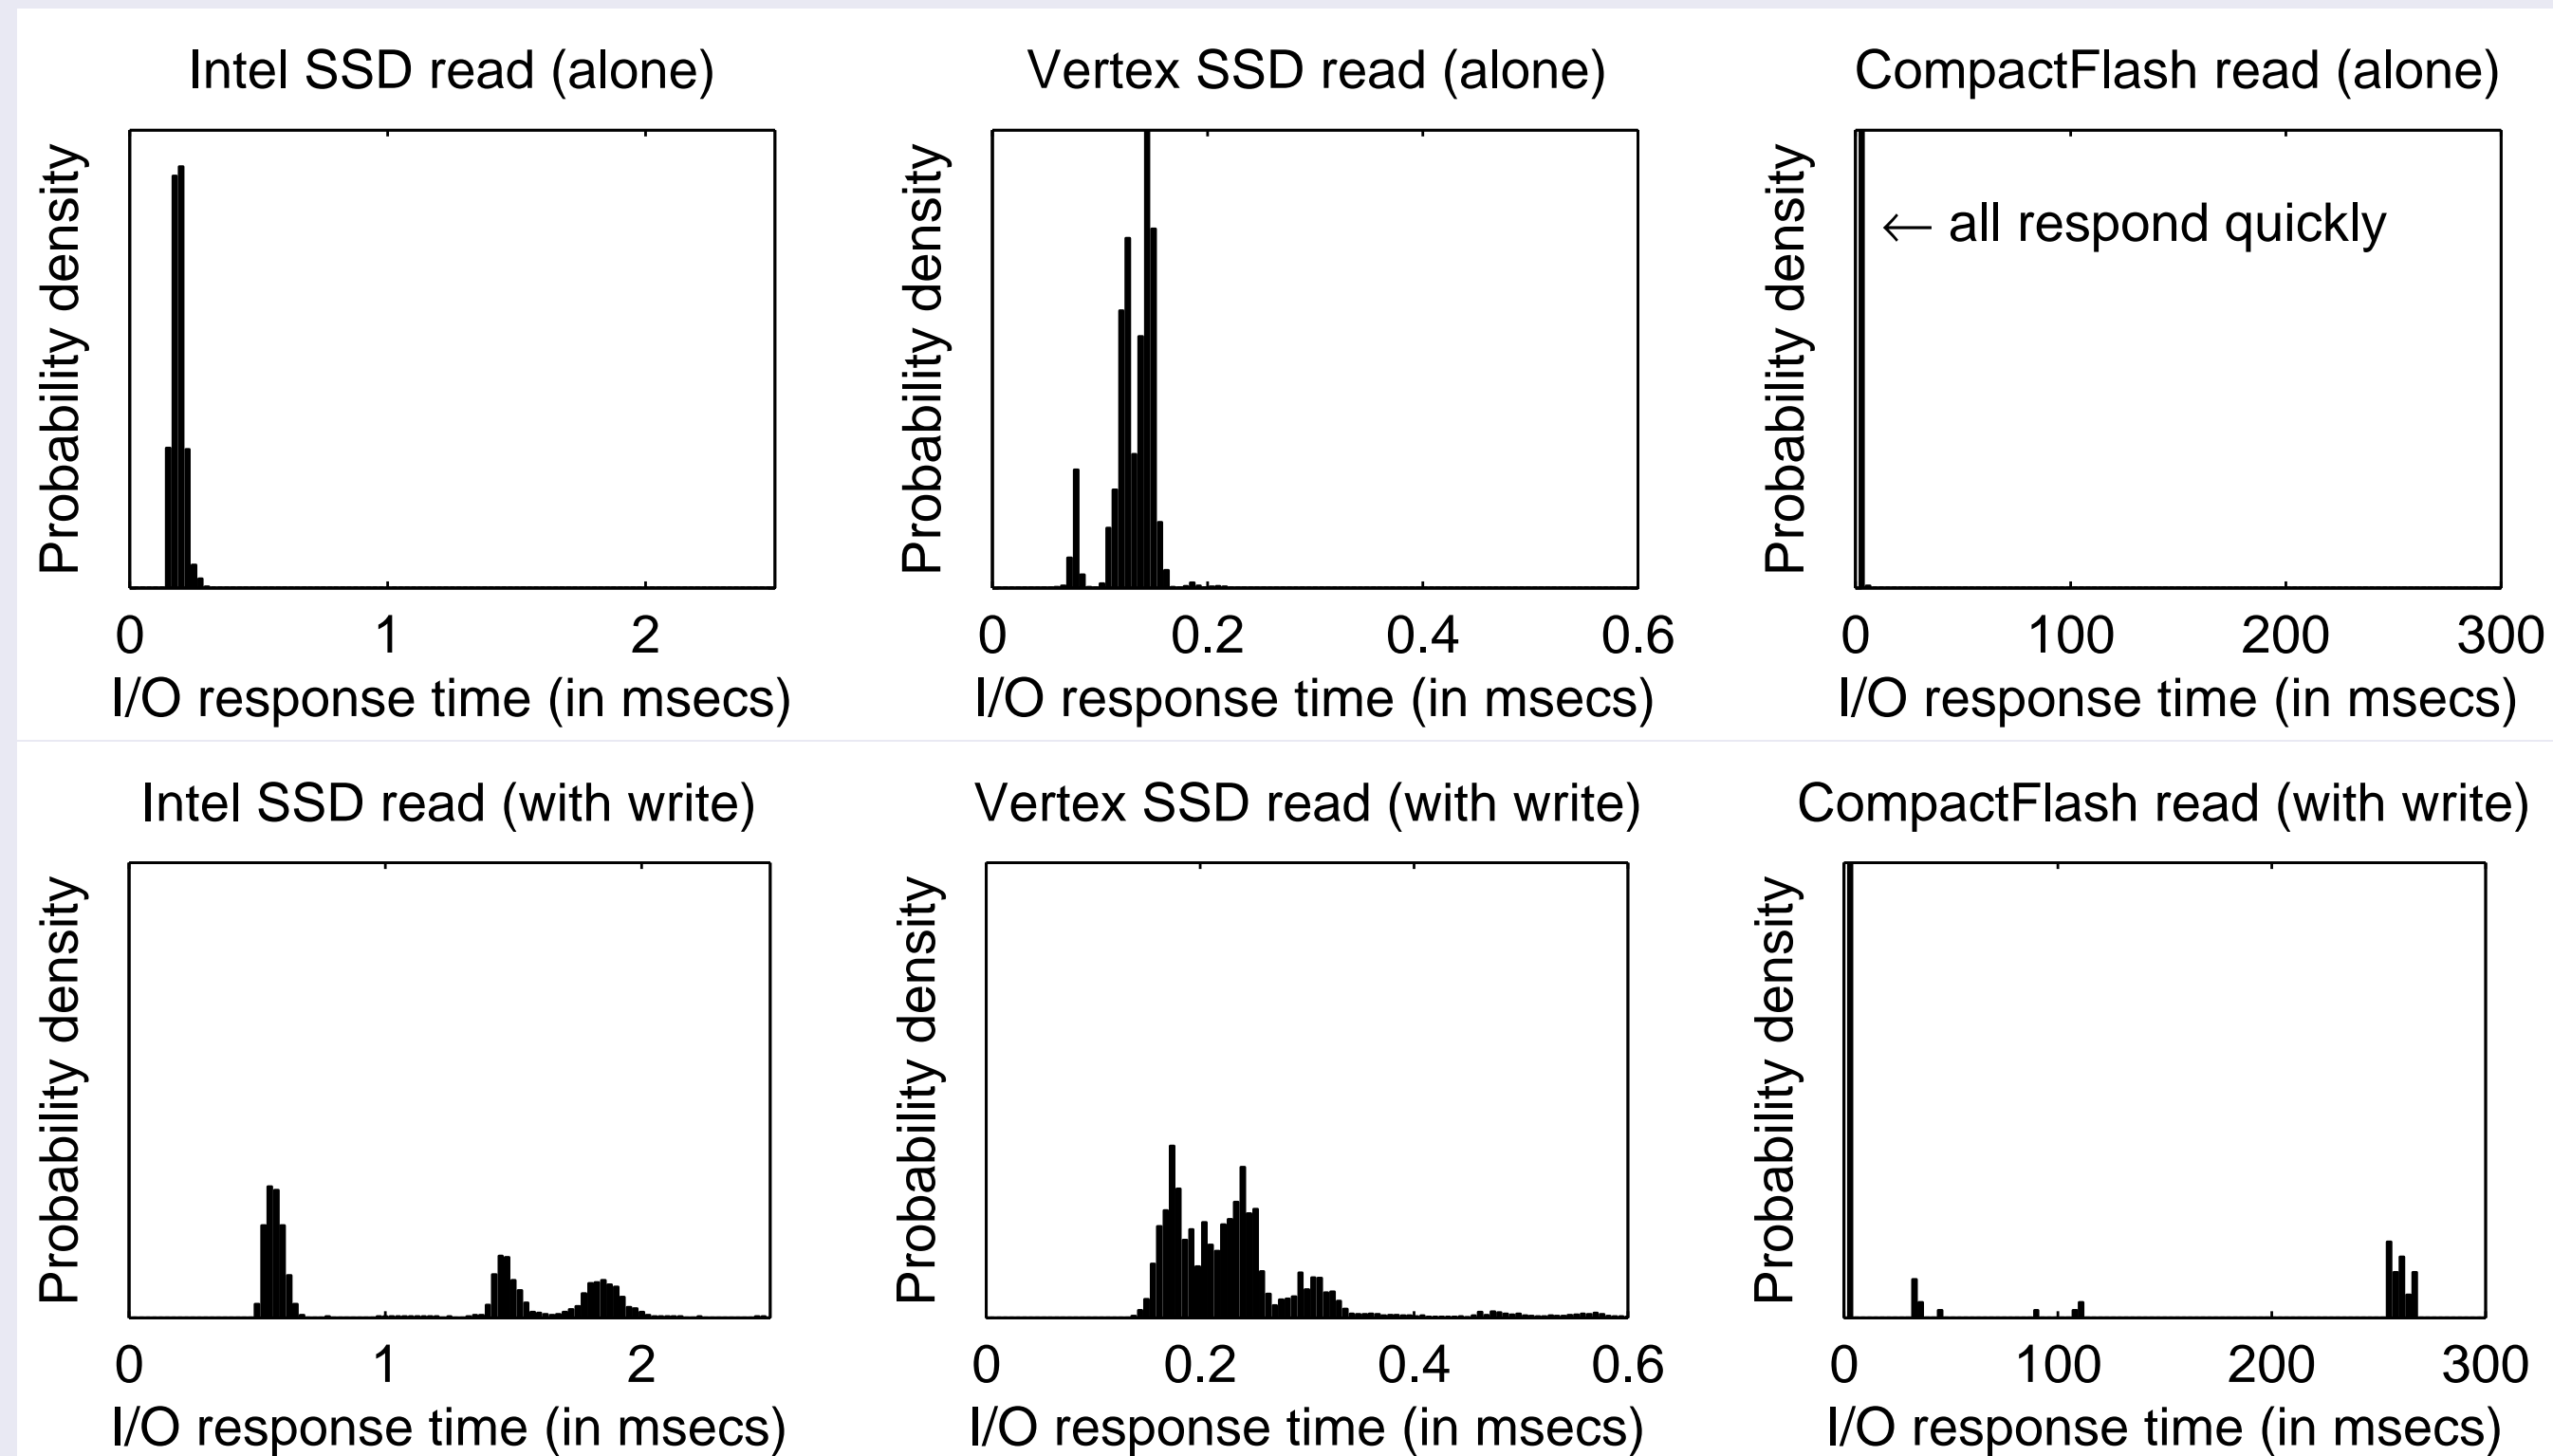 Intel SSD read (alone)
Probability density
0 1 2
I/O response time (in msecs)
Vertex SSD read (alone)
Probability density
0 0.2 0.4 0.6
I/O response time (in msecs)
CompactFlash read (alone)
Probability density
← all respond quickly
0 100 200 300
I/O response time (in msecs)
Intel SSD read (with write)
Probability density
0 1 2
I/O response time (in msecs)
Vertex SSD read (with write)
Probability density
0 0.2 0.4 0.6
I/O response time (in msecs)
CompactFlash read (with write)
Probability density
0 100 200 300
I/O response time (in msecs)